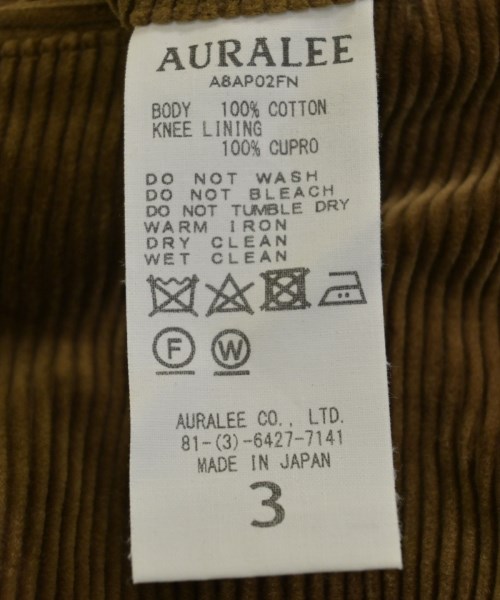 AURALEE
A8AP02FN
BODY 100% COTTON
KNEE LINING
100% CUPRO
DO NOT WASH
DO NOT BLEACH
DO NOT TUMBLE DRY
WARM IRON
DRY CLEAN
WET CLEAN
F W
AURALEE CO., LTD.
81-(3)-6427-7141
MADE IN JAPAN
3